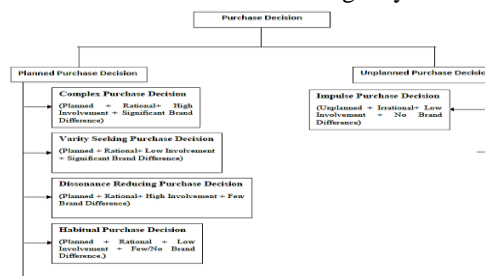 Purchase Decision
Planned Purchase Decision
Unplanned Purchase Decisio
Complex Purchase Decision
(Planned + Rational+ High
Involvement + Significant Brand
Difference)
Impulse Purchase Decision
(Unplanned + Irrational+ Low
Involvement + No Brand
Difference)
Varity Seeking Purchase Decision
(Planned + Rational+ Low Involvement
+ Significant Brand Difference)
Dissonance Reducing Purchase Decision
(Planned + Rational+ High Involvement + Few
Brand Difference)
Habitual Purchase Decision
(Planned + Rational + Low
Involvement + Few/No Brand
Difference.)